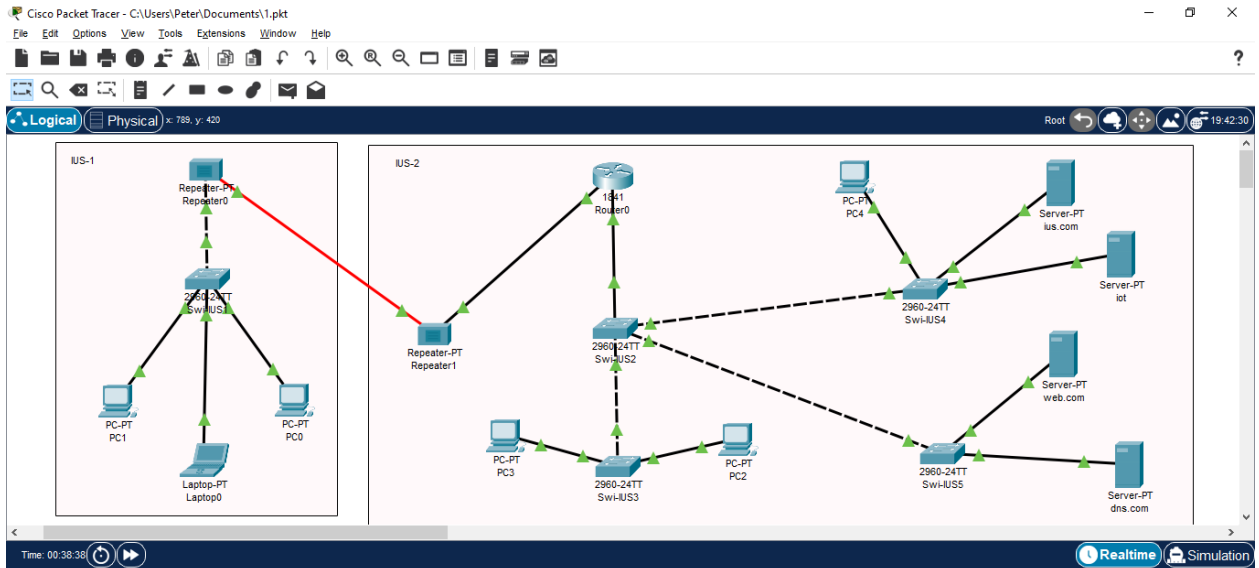 Cisco Packet Tracer - C:\Users\Peter\Documents\1.pkt
File Edit Options View Tools Extensions Window Help
?
Logical Physical x: 789, y: 420 Root 19:42:30
IUS-1
Repeater-PT
Repeater0
2960-24TT
Swi-IUS1
PC-PT
PC1
PC-PT
PC0
Laptop-PT
Laptop0
IUS-2
Repeater-PT
Repeater1
1841
Router0
2960-24TT
Swi-IUS2
PC-PT
PC3
2960-24TT
Swi-IUS3
PC-PT
PC2
PC-PT
PC4
Server-PT
ius.com
Server-PT
iot
2960-24TT
Swi-IUS4
Server-PT
web.com
2960-24TT
Swi-IUS5
Server-PT
dns.com
Time: 00:38:38 Realtime Simulation